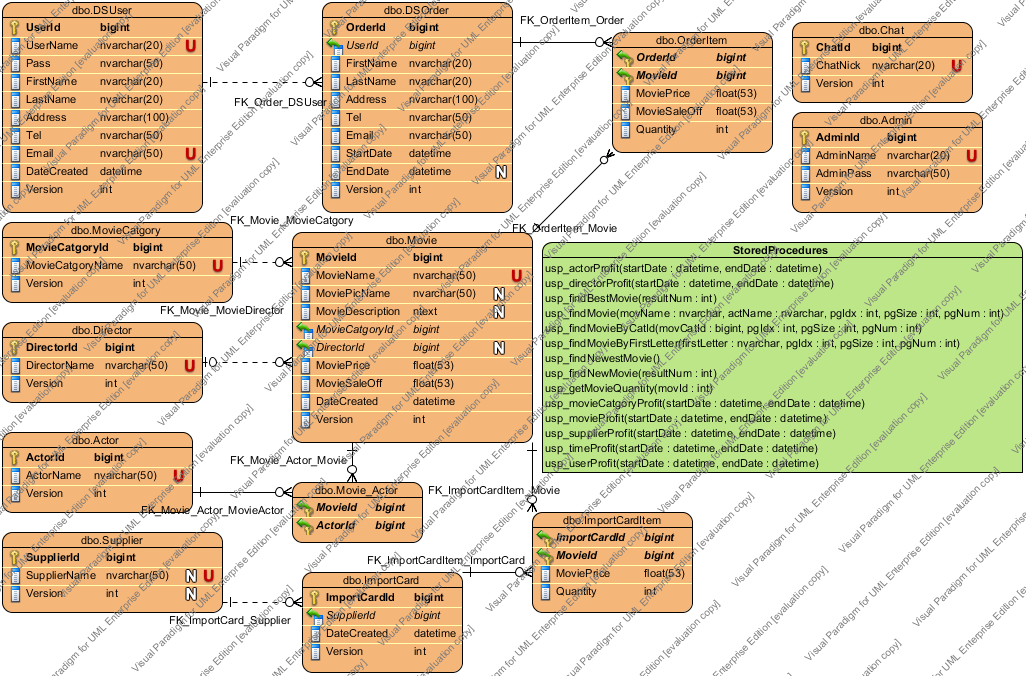 dbo.DSUser
UserId bigint
UserName nvarchar(20) U
Pass nvarchar(50)
FirstName nvarchar(20)
LastName nvarchar(20)
Address nvarchar(100)
Tel nvarchar(50)
Email nvarchar(50) U
DateCreated datetime
Version int
FK_Order_DSUser
dbo.DSOrder
OrderId bigint
UserId bigint
FirstName nvarchar(20)
LastName nvarchar(20)
Address nvarchar(100)
Tel nvarchar(50)
Email nvarchar(50)
StartDate datetime
EndDate datetime N
Version int
FK_OrderItem_Order
dbo.OrderItem
OrderId bigint
MovieId bigint
MoviePrice float(53)
MovieSaleOff float(53)
Quantity int
FK_OrderItem_Movie
dbo.Chat
ChatId bigint
ChatNick nvarchar(20) U
Version int
dbo.Admin
AdminId bigint
AdminName nvarchar(20) U
AdminPass nvarchar(50)
Version int
FK_Movie_MovieCatgory
dbo.MovieCatgory
MovieCatgoryId bigint
MovieCatgoryName nvarchar(50) U
Version int
FK_Movie_MovieDirector
dbo.Director
DirectorId bigint
DirectorName nvarchar(50) U
Version int
dbo.Movie
MovieId bigint
MovieName nvarchar(50) U
MoviePicName nvarchar(50) N
MovieDescription ntext N
MovieCatgoryId bigint
DirectorId bigint N
MoviePrice float(53)
MovieSaleOff float(53)
DateCreated datetime
Version int
StoredProcedures
usp_actorProfit(startDate : datetime, endDate : datetime)
usp_directorProfit(startDate : datetime, endDate : datetime)
usp_findBestMovie(resultNum : int)
usp_findMovie(movName : nvarchar, actName : nvarchar, pgIdx : int, pgSize : int, pgNum : int)
usp_findMovieByCatId(movCatId : bigint, pgIdx : int, pgSize : int, pgNum : int)
usp_findMovieByFirstLetter(firstLetter : nvarchar, pgIdx : int, pgSize : int, pgNum : int)
usp_findNewestMovie()
usp_findNewMovie(resultNum : int)
usp_getMovieQuantity(movId : int)
usp_movieCatgoryProfit(startDate : datetime, endDate : datetime)
usp_movieProfit(startDate : datetime, endDate : datetime)
usp_supplierProfit(startDate : datetime, endDate : datetime)
usp_timeProfit(startDate : datetime, endDate : datetime)
usp_userProfit(startDate : datetime, endDate : datetime)
dbo.Actor
ActorId bigint
ActorName nvarchar(50) U
Version int
FK_Movie_Actor_Movie
FK_Movie_Actor_MovieActor
dbo.Movie_Actor
MovieId bigint
ActorId bigint
FK_ImportCardItem_Movie
dbo.ImportCardItem
ImportCardId bigint
MovieId bigint
MoviePrice float(53)
Quantity int
FK_ImportCardItem_ImportCard
dbo.Supplier
SupplierId bigint
SupplierName nvarchar(50) N U
Version int N
FK_ImportCard_Supplier
dbo.ImportCard
ImportCardId bigint
SupplierId bigint
DateCreated datetime
Version int
Visual Paradigm for UML Enterprise Edition [evaluation copy]